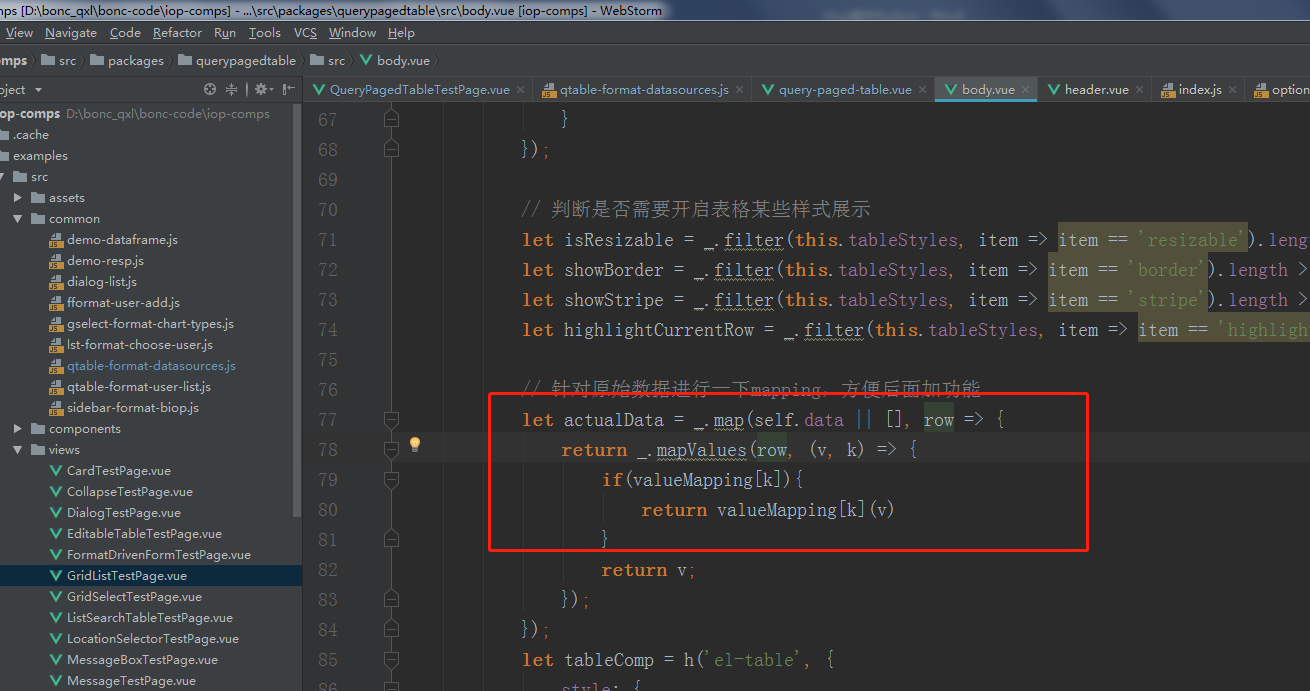 mps [D:\bonc_qxl\bonc-code\iop-comps] - ...\src\packages\querypagedtable\src\body.vue [iop-comps] - WebStorm
View Navigate Code Refactor Run Tools VCS Window Help
mps src packages querypagedtable src body.vue
ject QueryPagedTableTestPage.vue qtable-format-datasources.js query-paged-table.vue body.vue header.vue index.js option
op-comps D:\bonc_qxl\bonc-code\iop-comps
.cache
examples
src
assets
common
demo-dataframe.js
demo-resp.js
dialog-list.js
fformat-user-add.js
gselect-format-chart-types.js
lst-format-choose-user.js
qtable-format-datasources.js
qtable-format-user-list.js
sidebar-format-biop.js
components
views
CardTestPage.vue
CollapseTestPage.vue
DialogTestPage.vue
EditableTableTestPage.vue
FormatDrivenFormTestPage.vue
GridListTestPage.vue
GridSelectTestPage.vue
ListSearchTableTestPage.vue
LocationSelectorTestPage.vue
MessageBoxTestPage.vue
MessageTestPage.vue
67 }
68 });
69
70 // 判断是否需要开启表格某些样式展示
71 let isResizable = _.filter(this.tableStyles, item => item == 'resizable').leng
72 let showBorder = _.filter(this.tableStyles, item => item == 'border').length >
73 let showStripe = _.filter(this.tableStyles, item => item == 'stripe').length >
74 let highlightCurrentRow = _.filter(this.tableStyles, item => item == 'highligh
75
76 // 针对原始数据进行一下mapping, 方便后面加功能
77 let actualData = _.map(self.data || [], row => {
78 return _.mapValues(row, (v, k) => {
79 if(valueMapping[k]){
80 return valueMapping[k](v)
81 }
82 return v;
83 });
84 });
85 let tableComp = h('el-table', {
86 style: {